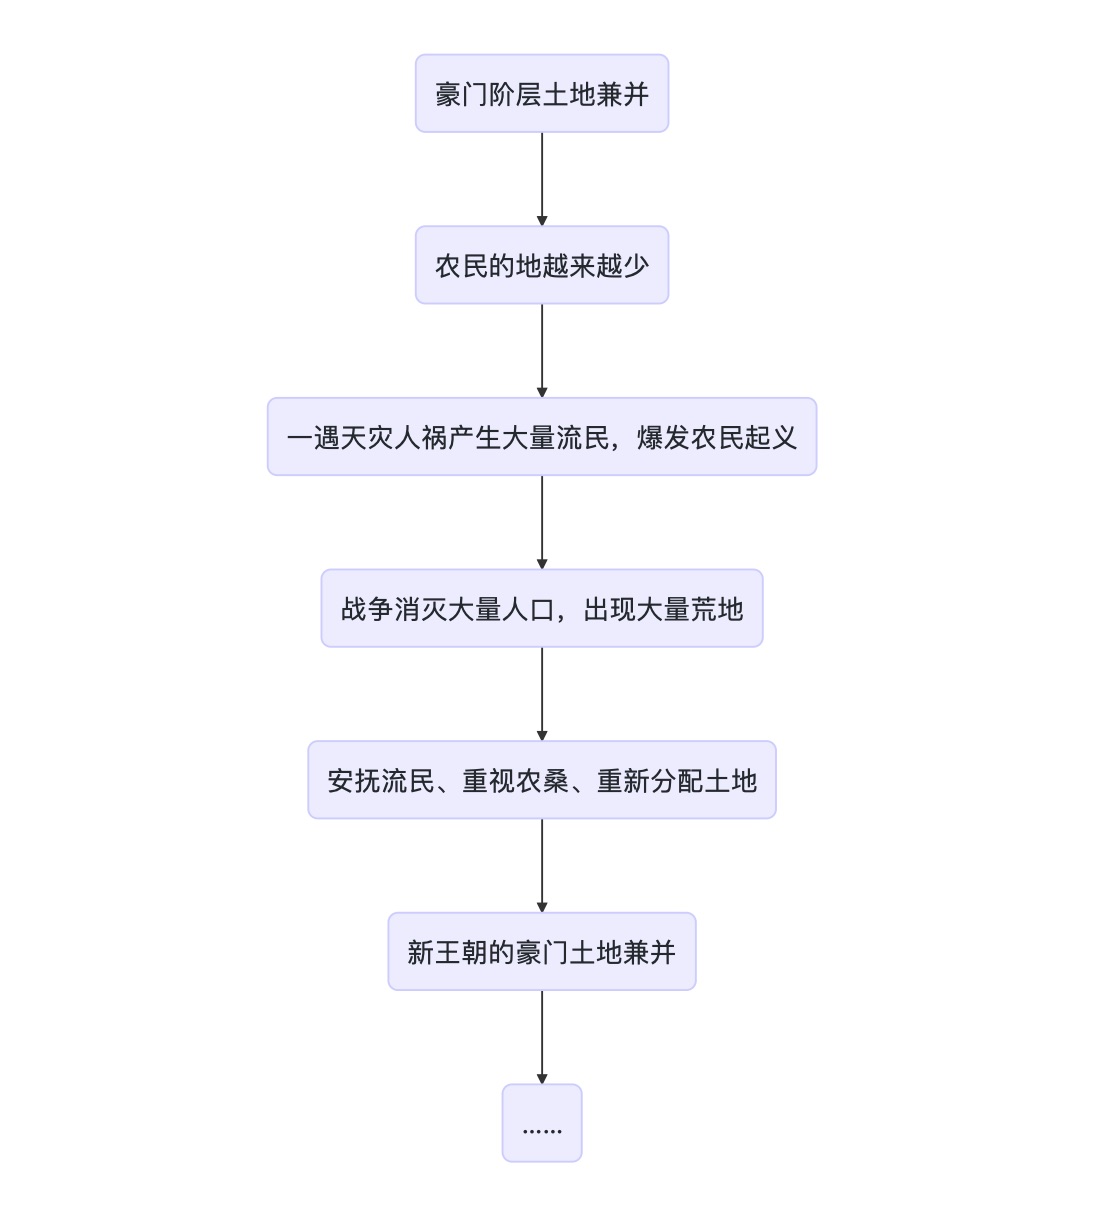 豪门阶层土地兼并
农民的地越来越少
一遇天灾人祸产生大量流民，爆发农民起义
战争消灭大量人口，出现大量荒地
安抚流民、重视农桑、重新分配土地
新王朝的豪门土地兼并
……